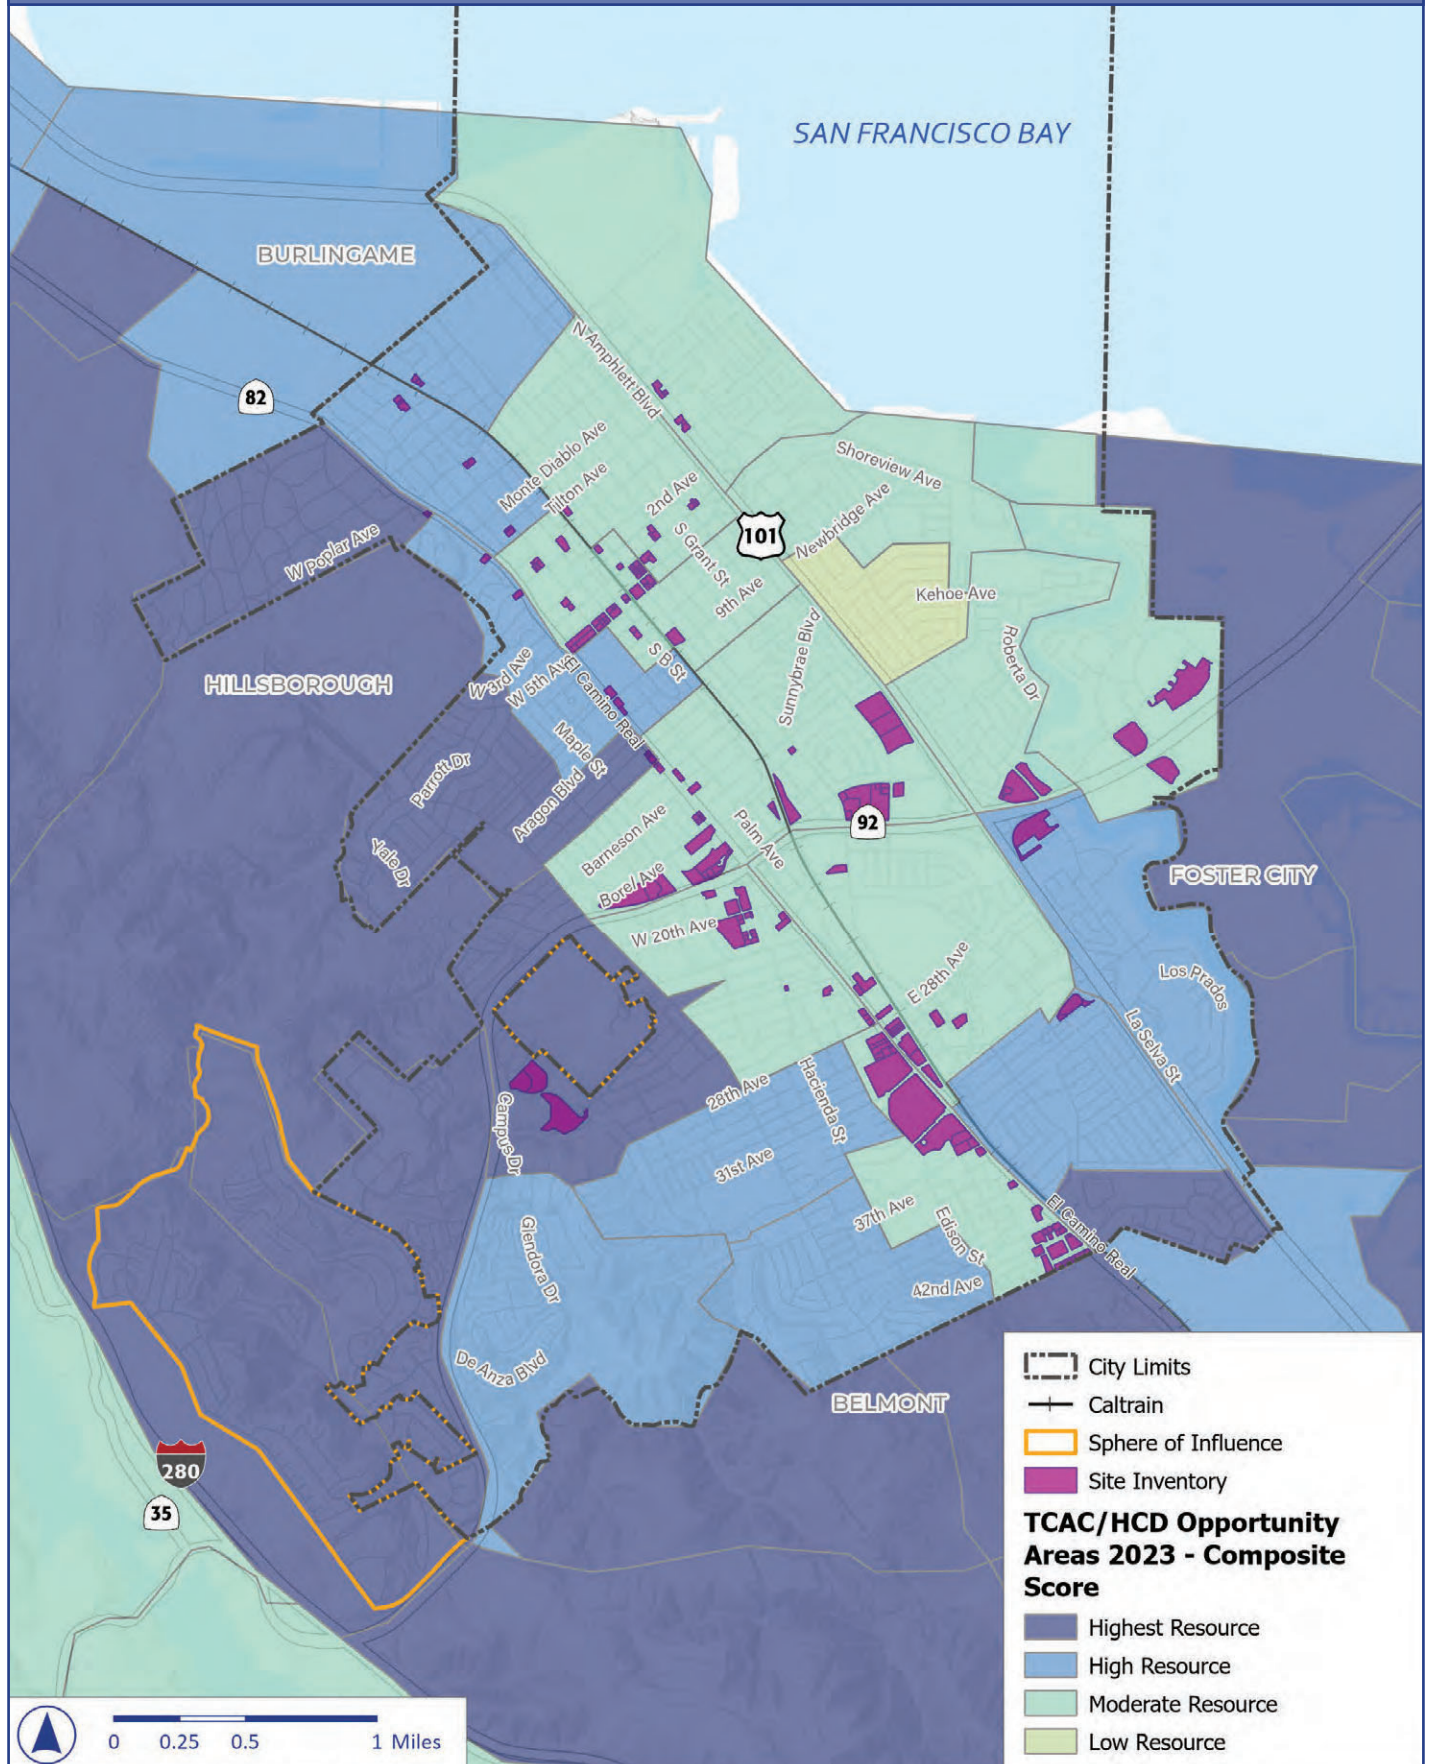 SAN FRANCISCO BAY
BURLINGAME
N Amphlett Blvd
82
Monte Diablo Ave
Tilton Ave
Shoreview Ave
2nd Ave
Newbridge Ave
101
S Grant St
W Poplar Ave
9th Ave
Kehoe Ave
Sunnybrae Blvd
Roberta Dr
S B St
W 3rd Ave
W 5th Ave
El Camino Real
HILLSBOROUGH
Maple St
Parrott Dr
Aragon Blvd
Yale Dr
Barneson Ave
Palm Ave
92
Borel Ave
FOSTER CITY
W 20th Ave
E 28th Ave
Los Prados
La Selva St
28th Ave
Hacienda St
Campus Dr
31st Ave
37th Ave
Edison St
El Camino Real
Glendora Dr
42nd Ave
De Anza Blvd
BELMONT
280
35
City Limits
Caltrain
Sphere of Influence
Site Inventory
TCAC/HCD Opportunity
Areas 2023 - Composite
Score
Highest Resource
High Resource
Moderate Resource
Low Resource
0 0.25 0.5 1 Miles